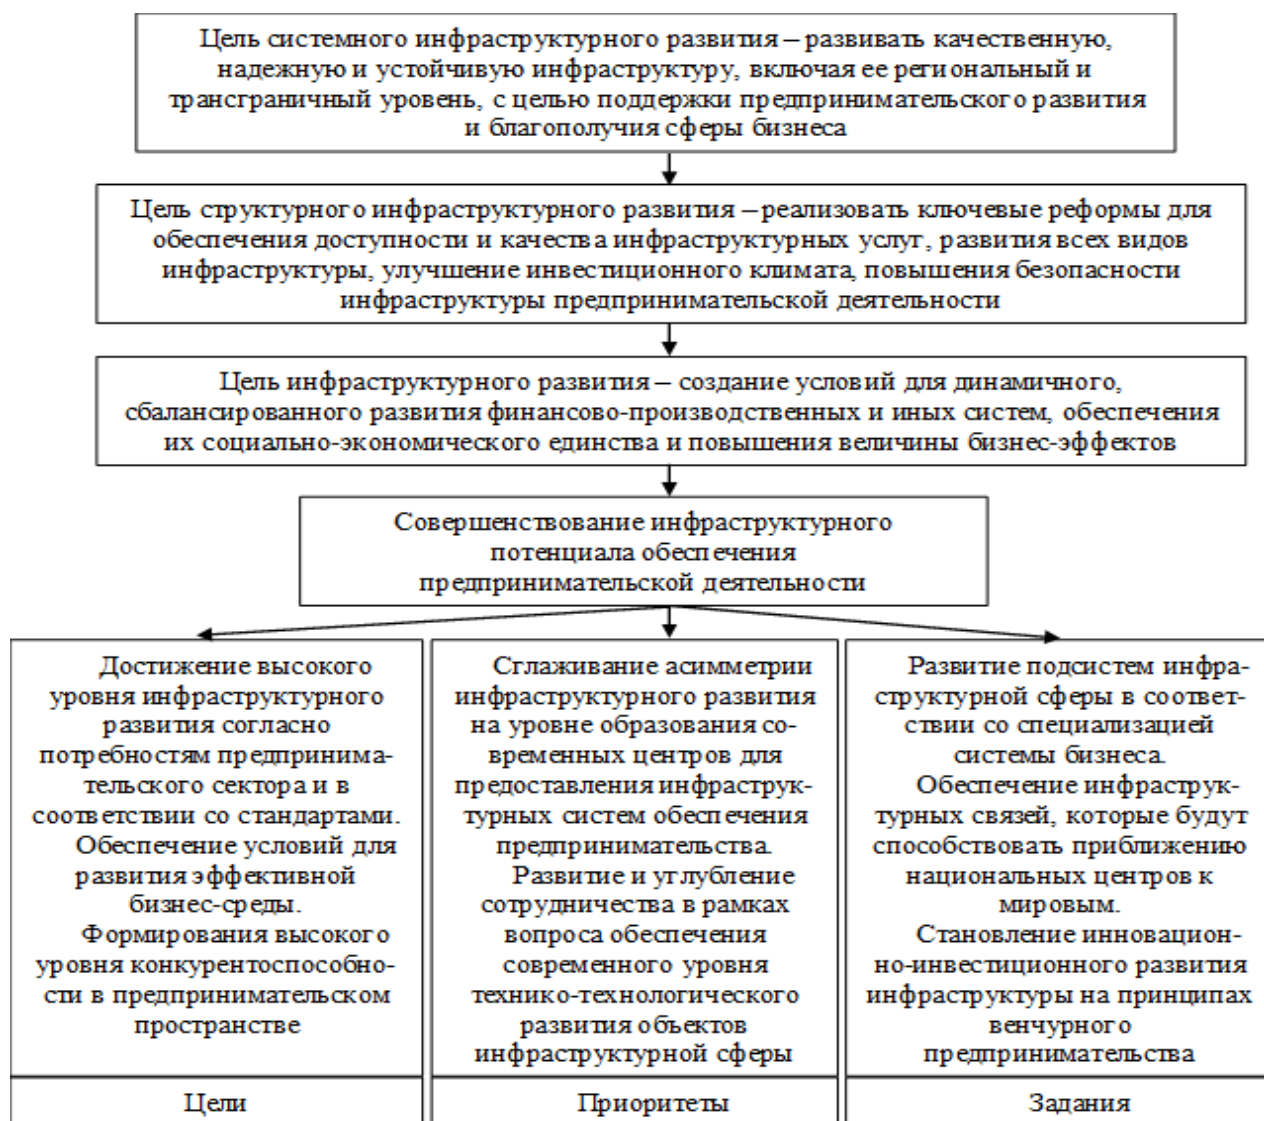 Цель системного инфраструктурного развития – развивать качественную,
надежную и устойчивую инфраструктуру, включая ее региональный и
трансграничный уровень, с целью поддержки предпринимательского развития
и благополучия сферы бизнеса
Цель структурного инфраструктурного развития – реализовать ключевые реформы для
обеспечения доступности и качества инфраструктурных услуг, развития всех видов
инфраструктуры, улучшение инвестиционного климата, повышения безопасности
инфраструктуры предпринимательской деятельности
Цель инфраструктурного развития – создание условий для динамичного,
сбалансированного развития финансово-производственных и иных систем, обеспечения
их социально-экономического единства и повышения величины бизнес-эффектов
Совершенствование инфраструктурного
потенциала обеспечения
предпринимательской деятельности
Достижение высокого
уровня инфраструктурного
развития согласно
потребностям предпринима-
тельского сектора и в
соответствии со стандартами.
Обеспечение условий для
развития эффективной
бизнес-среды.
Формирования высокого
уровня конкурентоспособно-
сти в предпринимательском
пространстве
Цели
Сглаживание асимметрии
инфраструктурного развития
на уровне образования со-
временных центров для
предоставления инфраструк-
турных систем обеспечения
предпринимательства.
Развитие и углубление
сотрудничества в рамках
вопроса обеспечения
современного уровня
технико-технологического
развития объектов
инфраструктурной сферы
Приоритеты
Развитие подсистем инфра-
структурной сферы в соответ-
ствии со специализацией
системы бизнеса.
Обеспечение инфраструк-
турных связей, которые будут
способствовать приближению
национальных центров к
мировым.
Становление инновацион-
но-инвестиционного развития
инфраструктуры на принципах
венчурного
предпринимательства
Задания